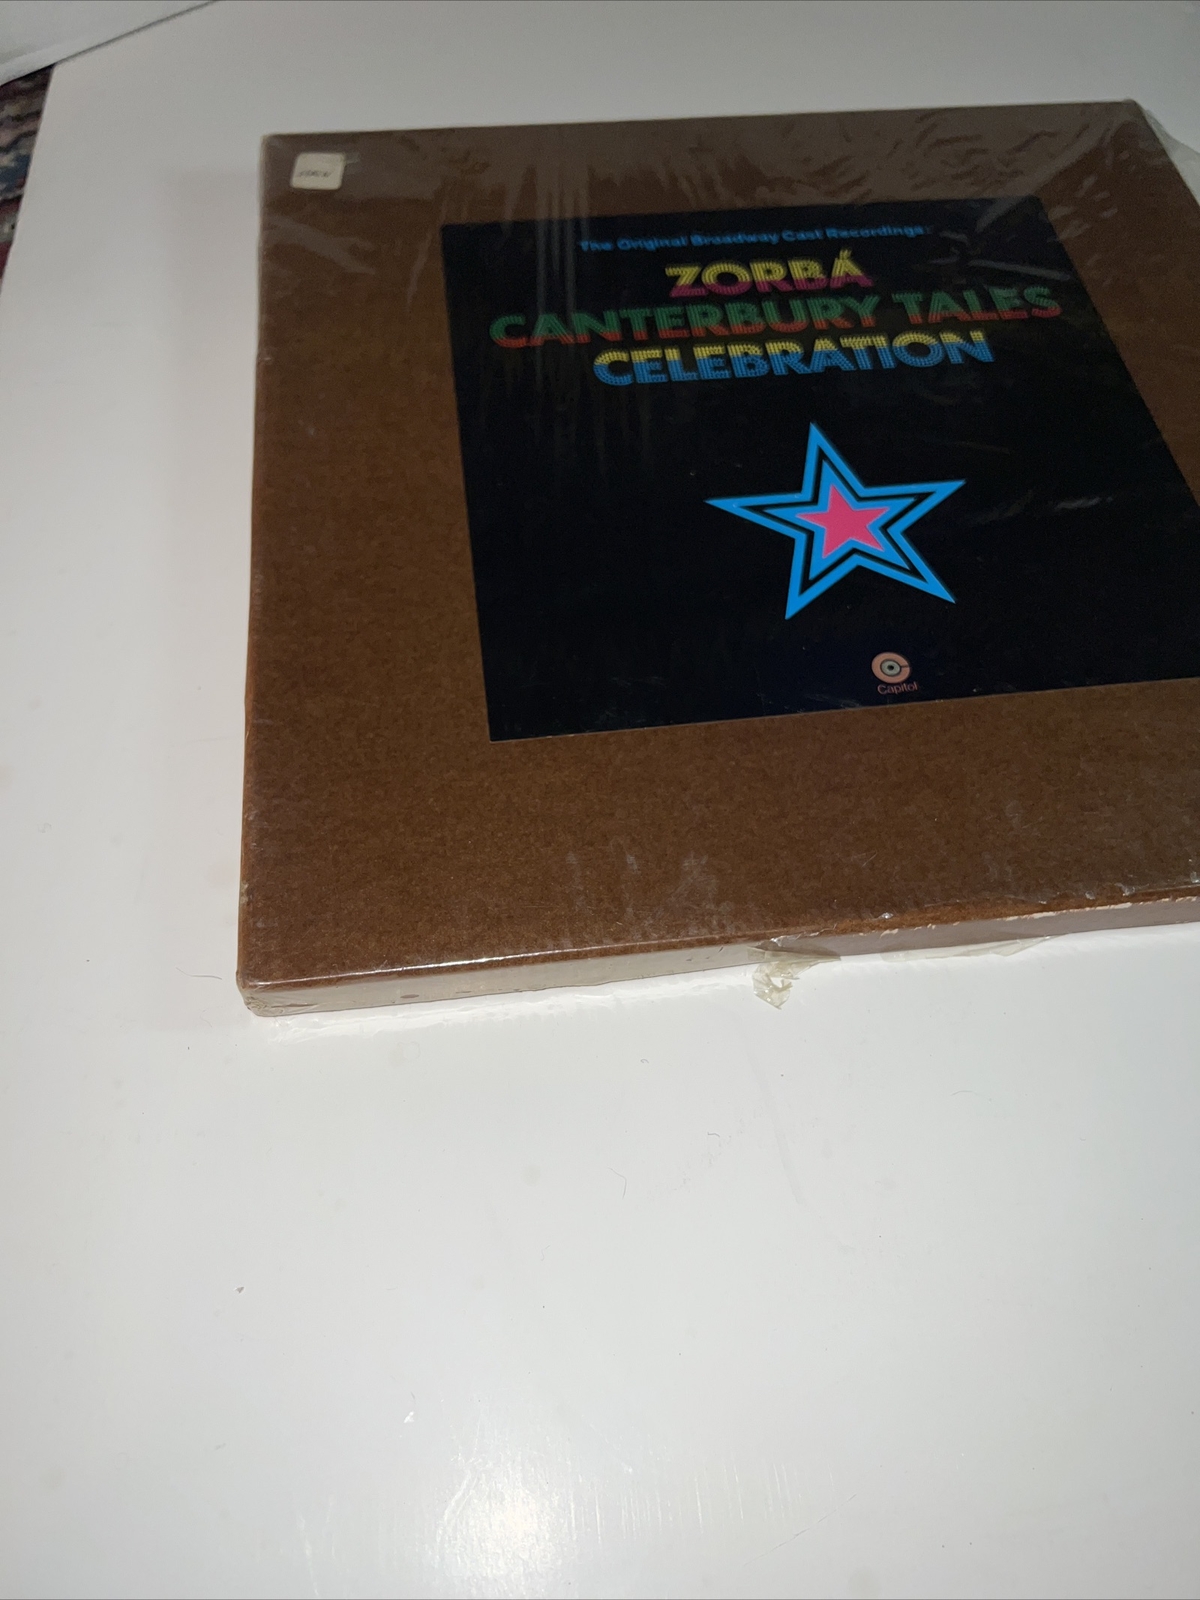 The Original Broadway Cast Recordings:
ZORBÁ
CANTERBURY TALES
CELEBRATION
Capitol